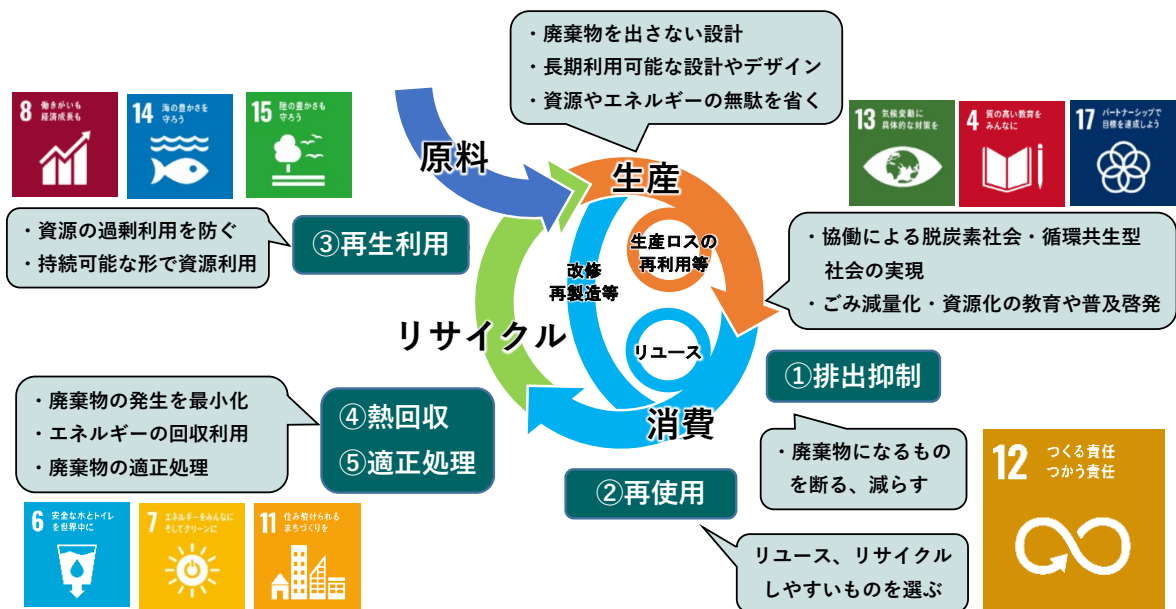 ・廃棄物を出さない設計
・長期利用可能な設計やデザイン
・資源やエネルギーの無駄を省く
8 働きがいも
経済成長も
14 海の豊かさを
守ろう
15 陸の豊かさも
守ろう
13 気候変動に
具体的な対策を
4 質の高い教育を
みんなに
17 パートナーシップで
目標を達成しよう
原料
生産
・資源の過剰利用を防ぐ
・持続可能な形で資源利用
③再生利用
生産ロスの
再利用等
改修
再製造等
・協働による脱炭素社会・循環共生型
社会の実現
・ごみ減量化・資源化の教育や普及啓発
リサイクル
リユース
①排出抑制
・廃棄物の発生を最小化
・エネルギーの回収利用
・廃棄物の適正処理
④熱回収
⑤適正処理
消費
・廃棄物になるもの
を断る、減らす
12 つくる責任
つかう責任
②再使用
6 安全な水とトイレ
を世界中に
7 エネルギーをみんなに
そしてクリーンに
11 住み続けられる
まちづくりを
リユース、リサイクル
しやすいものを選ぶ